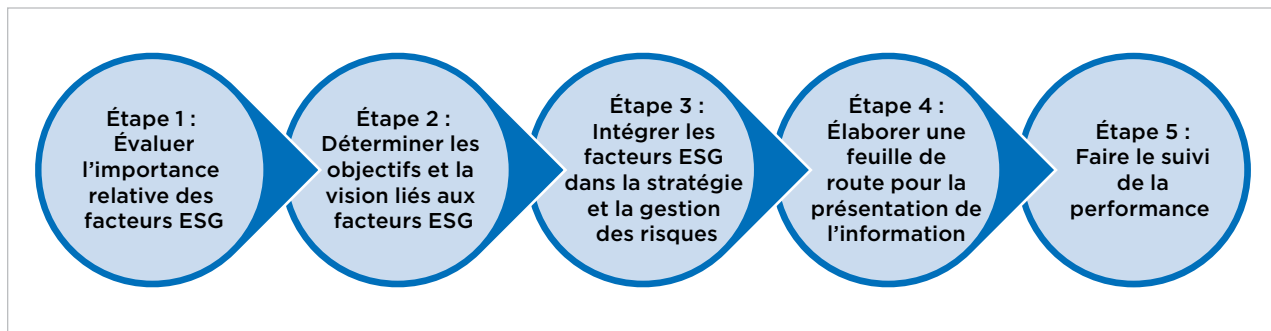 Étape 1 :
Évaluer
l’importance
relative des
facteurs ESG
Étape 2 :
Déterminer les
objectifs et la
vision liés aux
facteurs ESG
Étape 3 :
Intégrer les
facteurs ESG
dans la stratégie
et la gestion
des risques
Étape 4 :
Élaborer une
feuille de
route pour la
présentation de
l’information
Étape 5 :
Faire le suivi
de la
performance